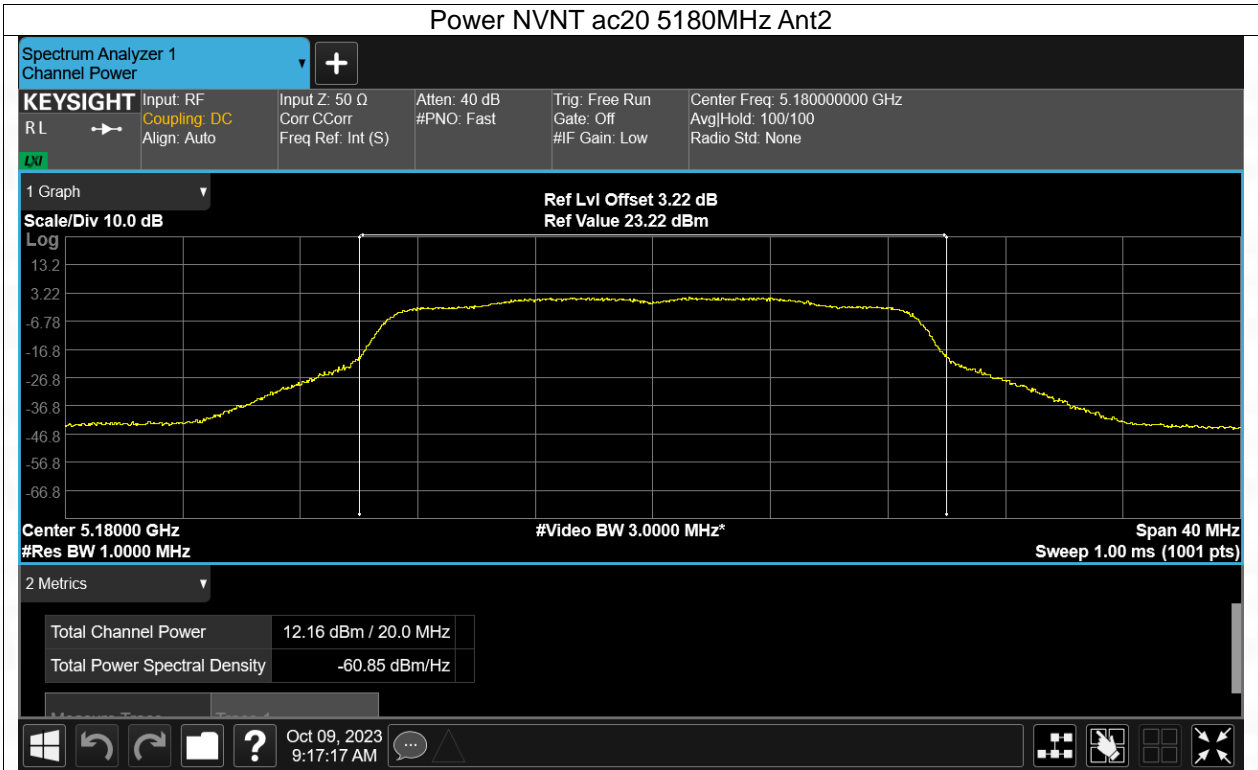 Power NVNT ac20 5180MHz Ant2
Spectrum Analyzer 1
Channel Power
KEYSIGHT
R L
LXI
Input: RF
Coupling: DC
Align: Auto
Input Z: 50 Ω
Corr CCorr
Freq Ref: Int (S)
Atten: 40 dB
#PNO: Fast
Trig: Free Run
Gate: Off
#IF Gain: Low
Center Freq: 5.180000000 GHz
Avg|Hold: 100/100
Radio Std: None
1 Graph
Scale/Div 10.0 dB
Ref Lvl Offset 3.22 dB
Ref Value 23.22 dBm
Log
13.2
3.22
-6.78
-16.8
-26.8
-36.8
-46.8
-56.8
-66.8
Center 5.18000 GHz
#Res BW 1.0000 MHz
#Video BW 3.0000 MHz*
Span 40 MHz
Sweep 1.00 ms (1001 pts)
2 Metrics
Total Channel Power 12.16 dBm / 20.0 MHz
Total Power Spectral Density -60.85 dBm/Hz
?
Oct 09, 2023
9:17:17 AM